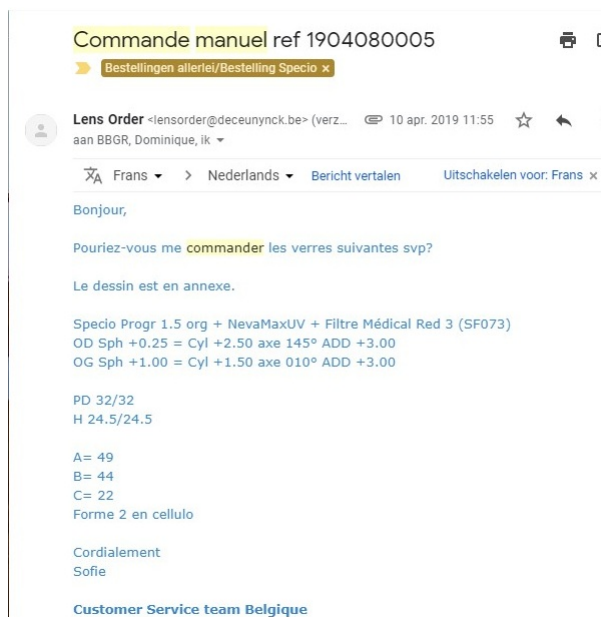 Commande manuel ref 1904080005
Bestellingen allerlei/Bestelling Specio ×
Lens Order <lensorder@deceunynck.be> (verz... 10 apr. 2019 11:55
aan BBGR, Dominique, ik
Frans > Nederlands Bericht vertalen Uitschakelen voor: Frans ×
Bonjour,
Pouriez-vous me commander les verres suivantes svp?
Le dessin est en annexe.
Specio Progr 1.5 org + NevaMaxUV + Filtre Médical Red 3 (SF073)
OD Sph +0.25 = Cyl +2.50 axe 145° ADD +3.00
OG Sph +1.00 = Cyl +1.50 axe 010° ADD +3.00
PD 32/32
H 24.5/24.5
A= 49
B= 44
C= 22
Forme 2 en cellulo
Cordialement
Sofie
Customer Service team Belgique